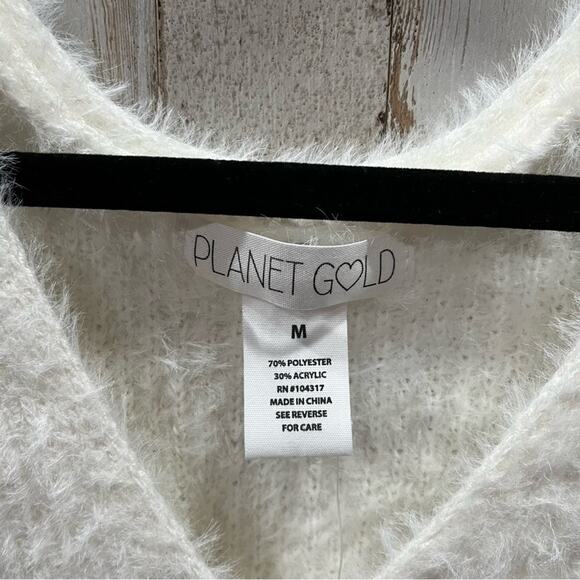 PLANET GOLD
M
70% POLYESTER
30% ACRYLIC
RN #104317
MADE IN CHINA
SEE REVERSE
FOR CARE